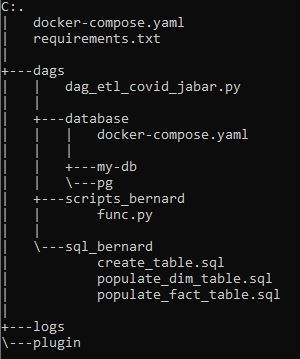 C:.
|   docker-compose.yaml
|   requirements.txt
|
+---dags
|   |   dag_etl_covid_jabar.py
|   |
|   +---database
|   |   |   docker-compose.yaml
|   |   |
|   |   +---my-db
|   |   \---pg
|   +---scripts_bernard
|   |       func.py
|   |
|   \---sql_bernard
|           create_table.sql
|           populate_dim_table.sql
|           populate_fact_table.sql
|
+---logs
\---plugin